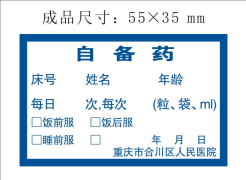 成品尺寸：55×35 mm
自备药
床号 姓名 年龄
每日 次,每次 (粒、袋、ml)
□饭前服 □饭后服
□睡前服 □ 年 月 日
重庆市合川区人民医院